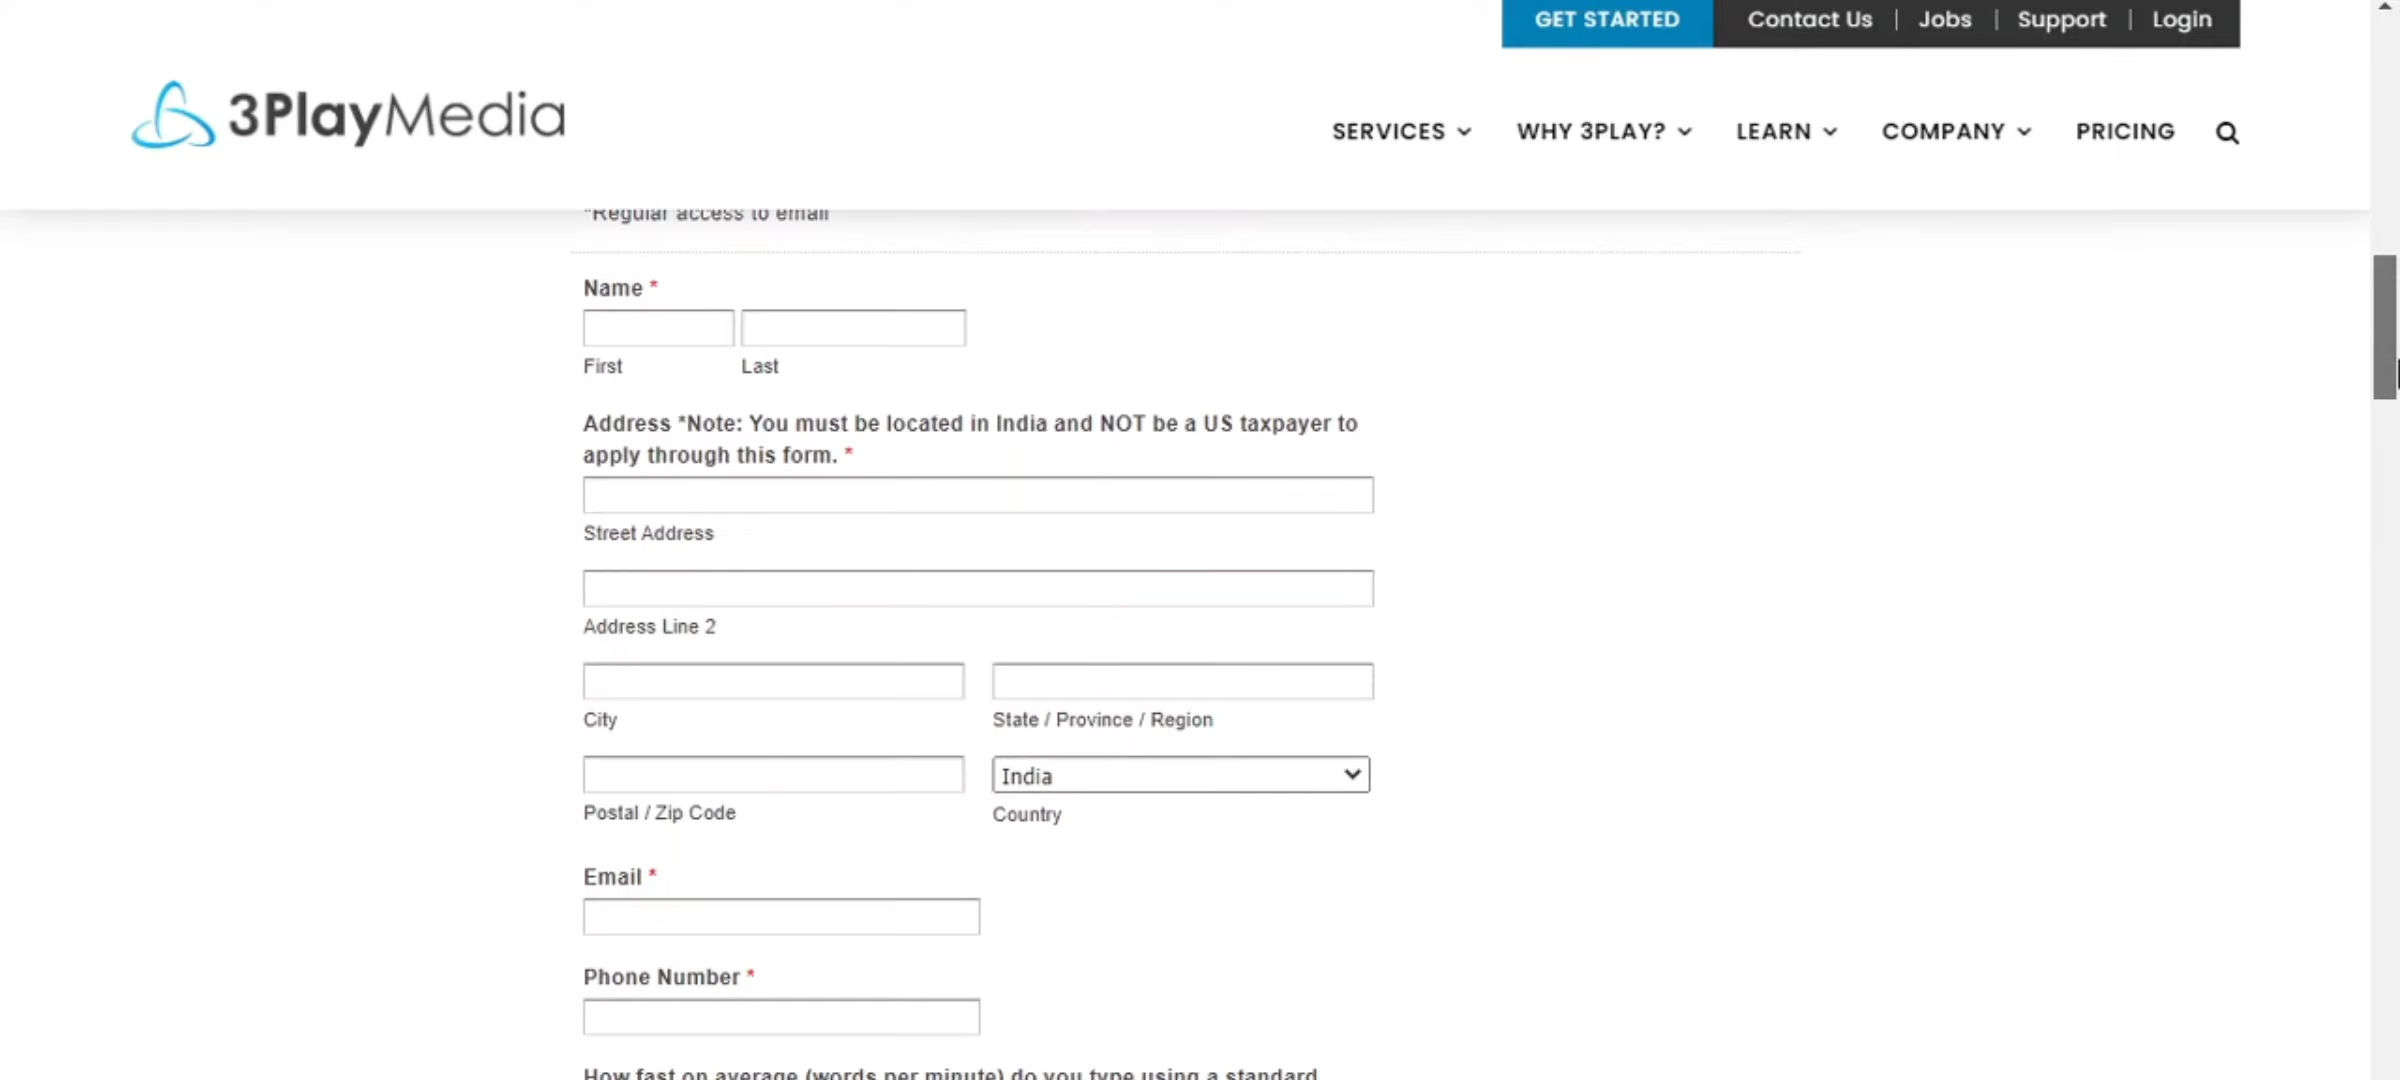 GET STARTED Contact Us | Jobs | Support | Login
3PlayMedia
SERVICES WHY 3PLAY? LEARN COMPANY PRICING
*Regular access to email
Name *
First Last
Address *Note: You must be located in India and NOT be a US taxpayer to
apply through this form. *
Street Address
Address Line 2
City State / Province / Region
India
Postal / Zip Code Country
Email *
Phone Number *
How fast on average (words per minute) do you type using a standard